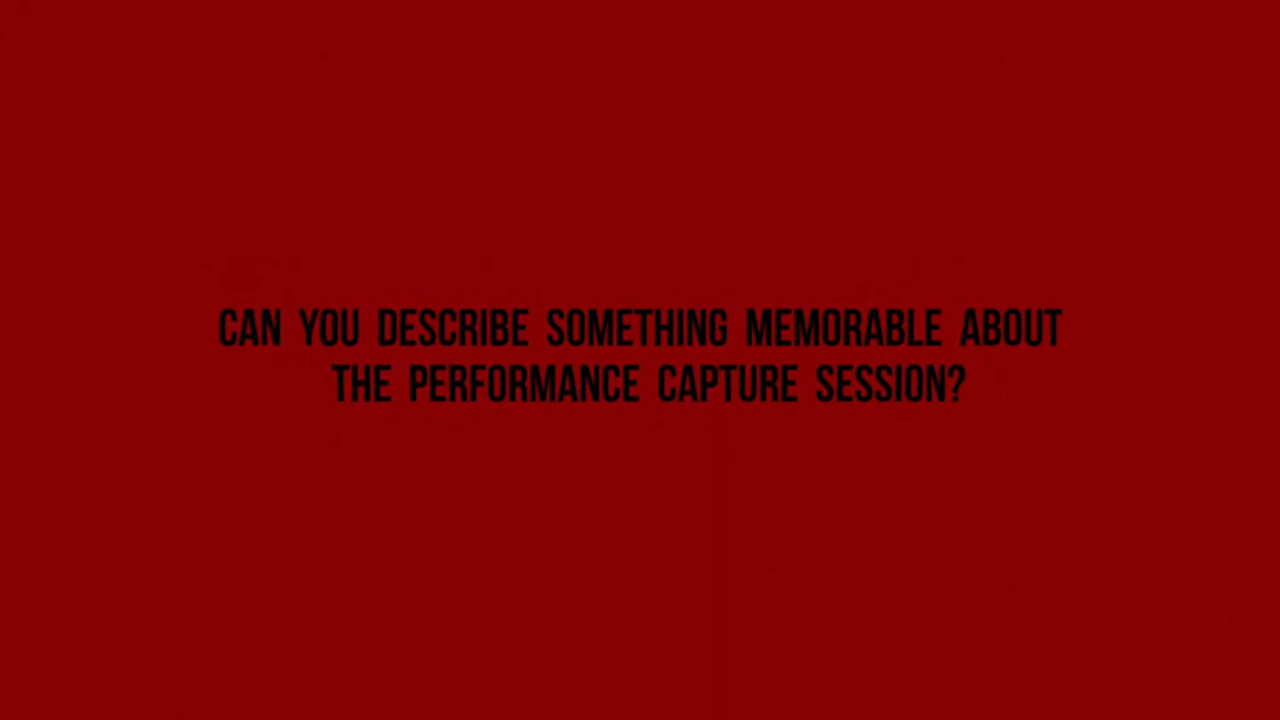 CAN YOU DESCRIBE SOMETHING MEMORABLE ABOUT
THE PERFORMANCE CAPTURE SESSION?